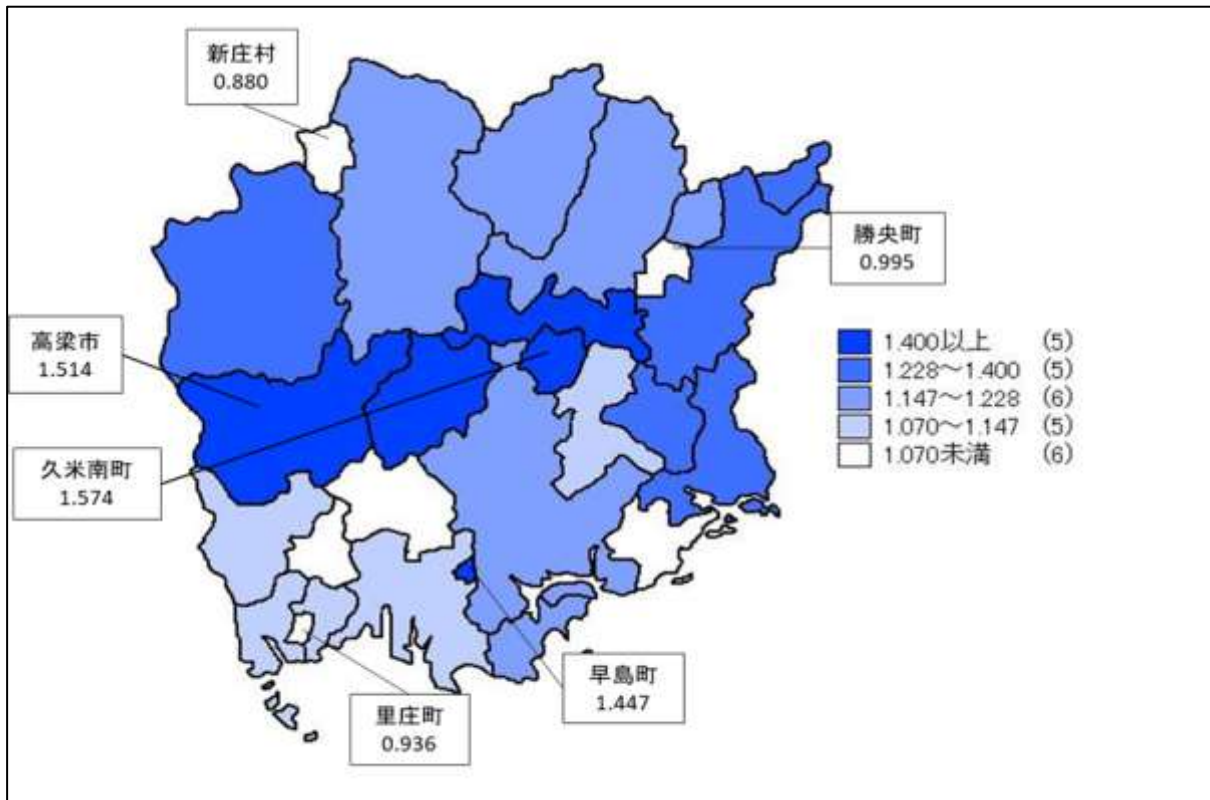 新庄村
0.880
勝央町
0.995
高梁市
1.514
久米南町
1.574
1.400以上 (5)
1.228～1.400 (5)
1.147～1.228 (6)
1.070～1.147 (5)
1.070未満 (6)
早島町
1.447
里庄町
0.936